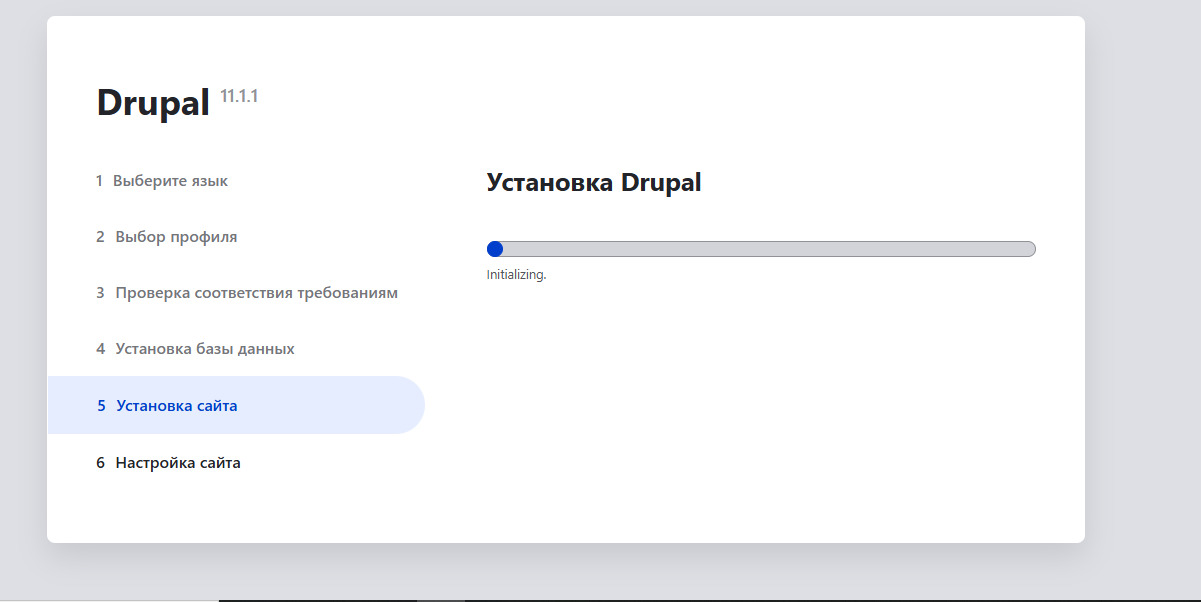 Drupal 11.1.1
1 Выберите язык
2 Выбор профиля
3 Проверка соответствия требованиям
4 Установка базы данных
5 Установка сайта
6 Настройка сайта
Установка Drupal
Initializing.